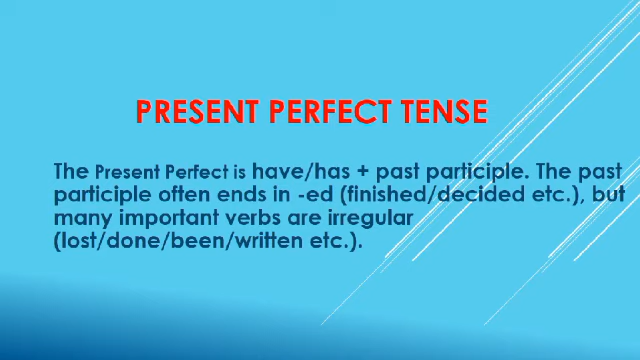 PRESENT PERFECT TENSE
The Present Perfect is have/has + past participle. The past
participle often ends in -ed (finished/decided etc.), but
many important verbs are irregular
(lost/done/been/written etc.).